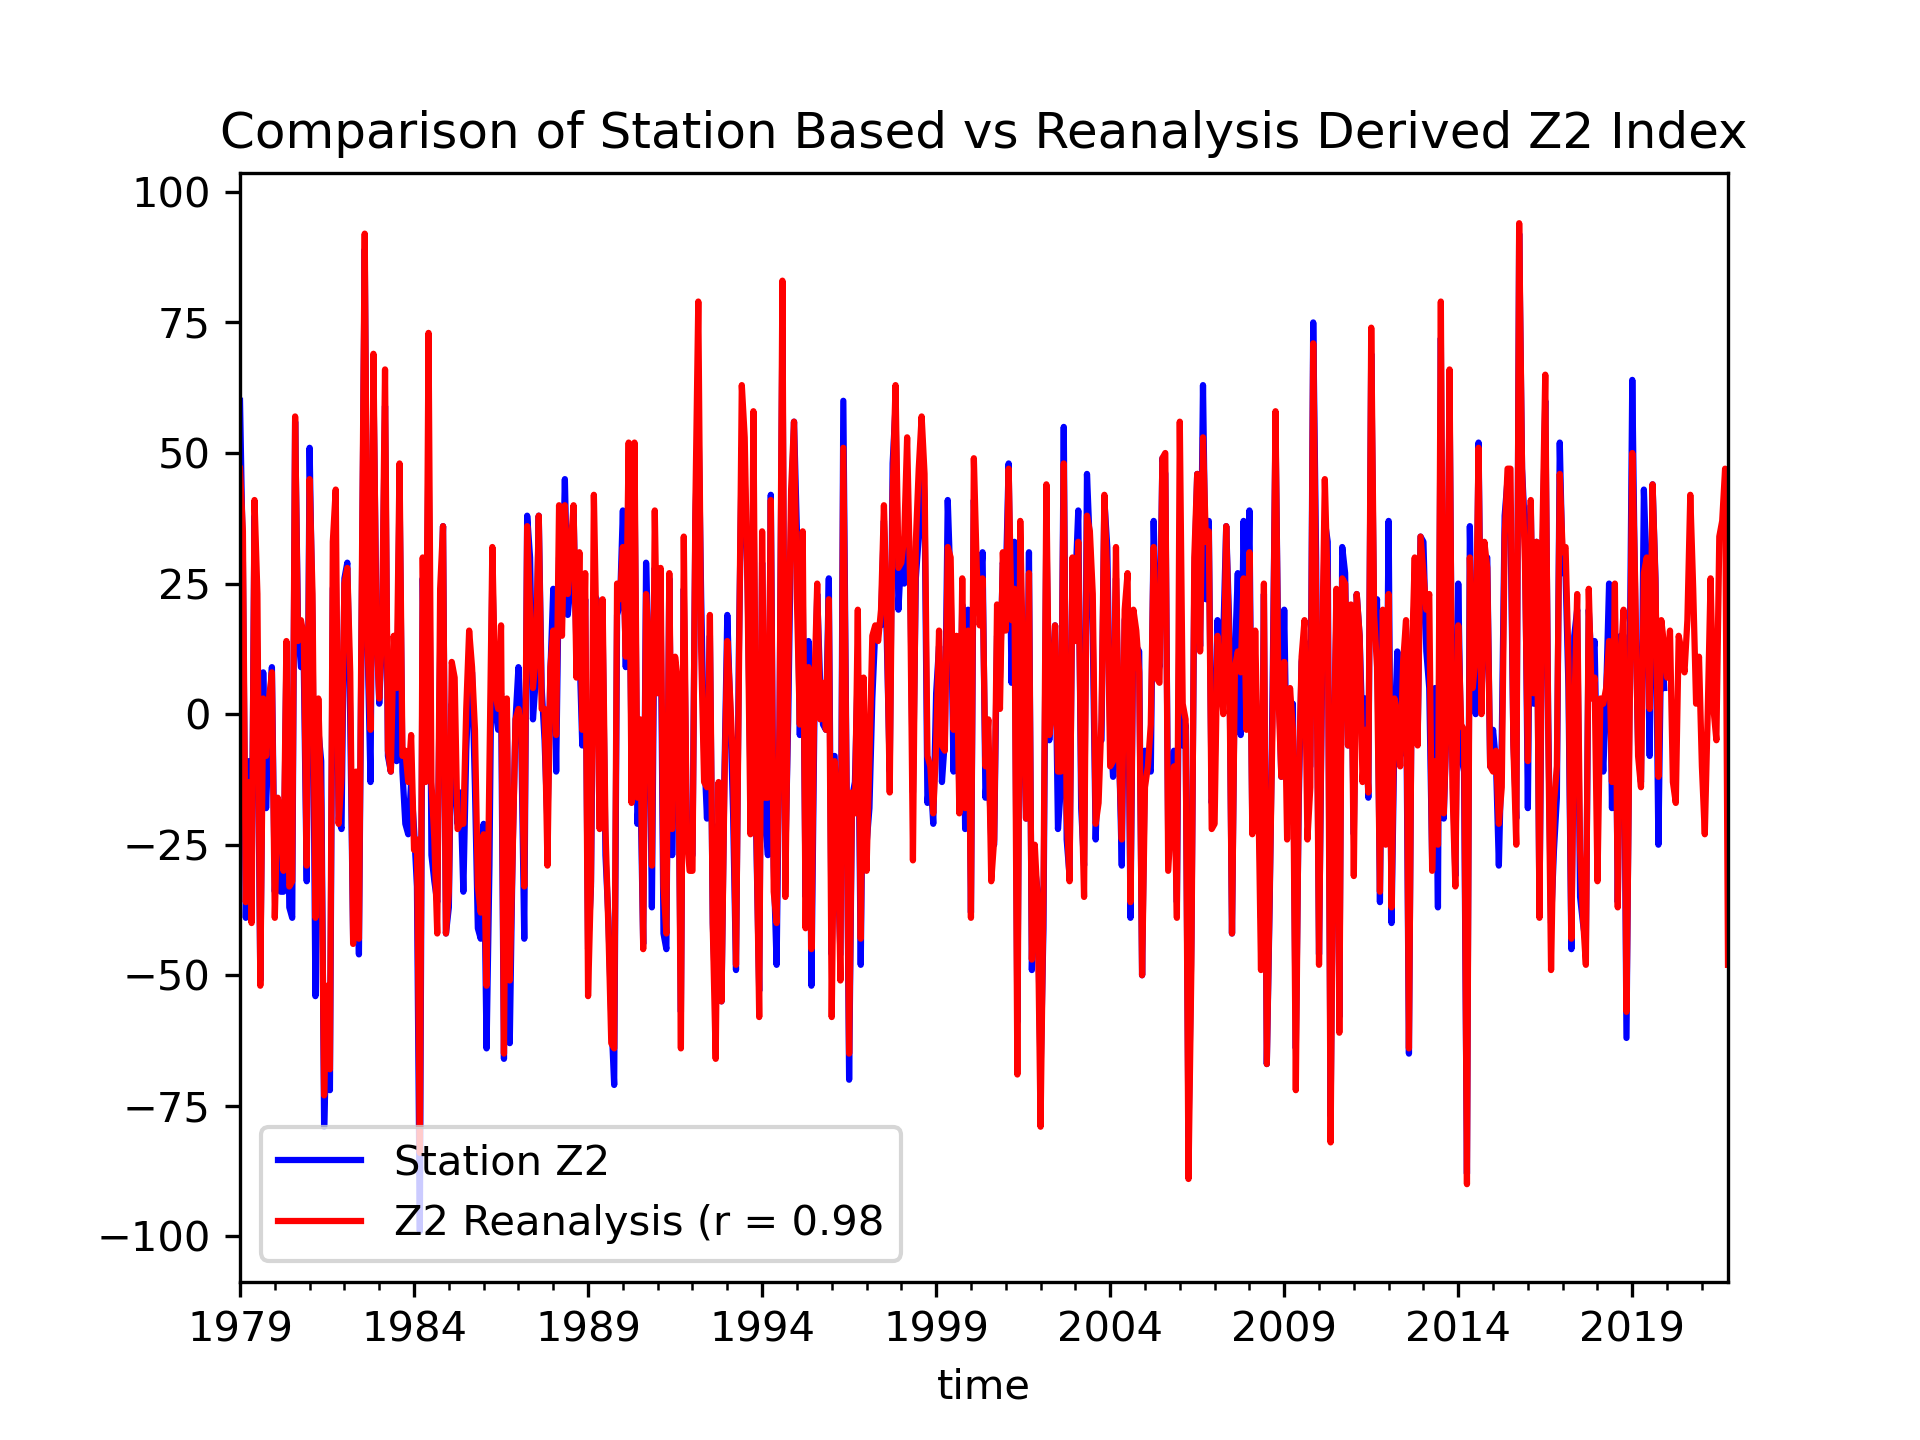 Comparison of Station Based vs Reanalysis Derived Z2 Index
100
75
50
25
0
−25
−50
−75
−100
Station Z2
Z2 Reanalysis (r = 0.98
1979 1984 1989 1994 1999 2004 2009 2014 2019
time